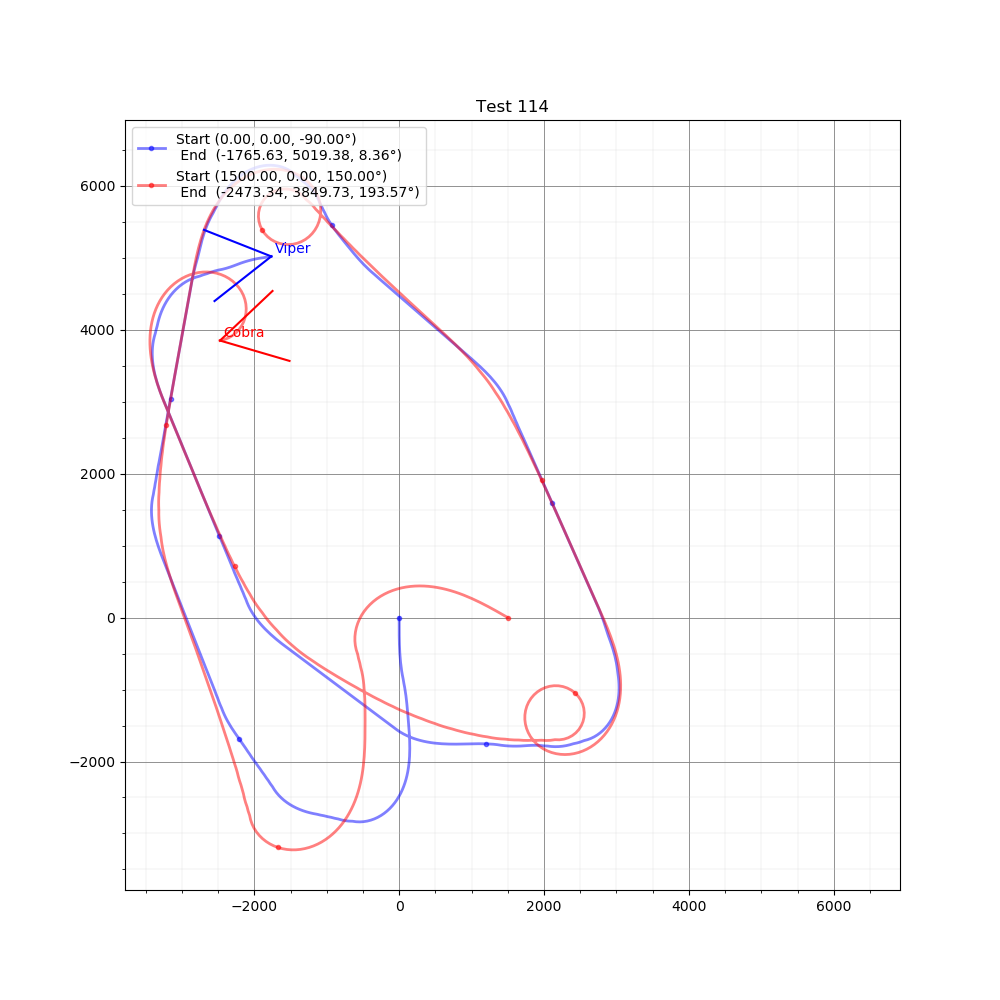 Test 114
Start (0.00, 0.00, -90.00°)
End  (-1765.63, 5019.38, 8.36°)
Start (1500.00, 0.00, 150.00°)
End  (-2473.34, 3849.73, 193.57°)
6000
Viper
4000
Cobra
2000
0
−2000
−2000
0
2000
4000
6000